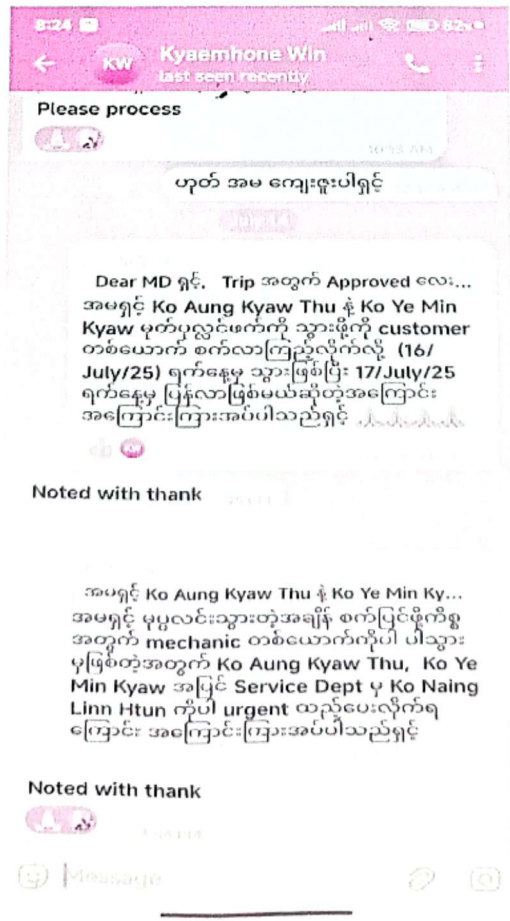 8:24
KW
Kyaemhone Win
last seen recently
Please process
10:13 AM
ဟုတ် အမ ကျေးဇူးပါရှင့်
Dear MD ရှင့်, Trip အတွက် Approved လေး...
အမရှင့် Ko Aung Kyaw Thu နဲ့ Ko Ye Min
Kyaw မုတ်ပုလ္လင်ဖက်ကို သွားဖို့ကို customer
တစ်ယောက် စက်လာကြည့်လိုက်လို့ (16/
July/25) ရက်နေ့မှ သွားဖြစ်ပြီး 17/July/25
ရက်နေ့မှ ပြန်လာဖြစ်မယ်ဆိုတဲ့အကြောင်း
အကြောင်းကြားအပ်ပါသည်ရှင့်
KW
Noted with thank
အမရှင့် Ko Aung Kyaw Thu နဲ့ Ko Ye Min Ky...
အမရှင့် မုပ္ပလင်းသွားတဲ့အချိန် စက်ပြင်ဖို့ကိစ္စ
အတွက် mechanic တစ်ယောက်ကိုပါ ပါသွား
မှဖြစ်တဲ့အတွက် Ko Aung Kyaw Thu, Ko Ye
Min Kyaw အပြင် Service Dept မှ Ko Naing
Linn Htun ကိုပါ urgent ထည့်ပေးလိုက်ရ
ကြောင်း အကြောင်းကြားအပ်ပါသည်ရှင့်
Noted with thank
Message